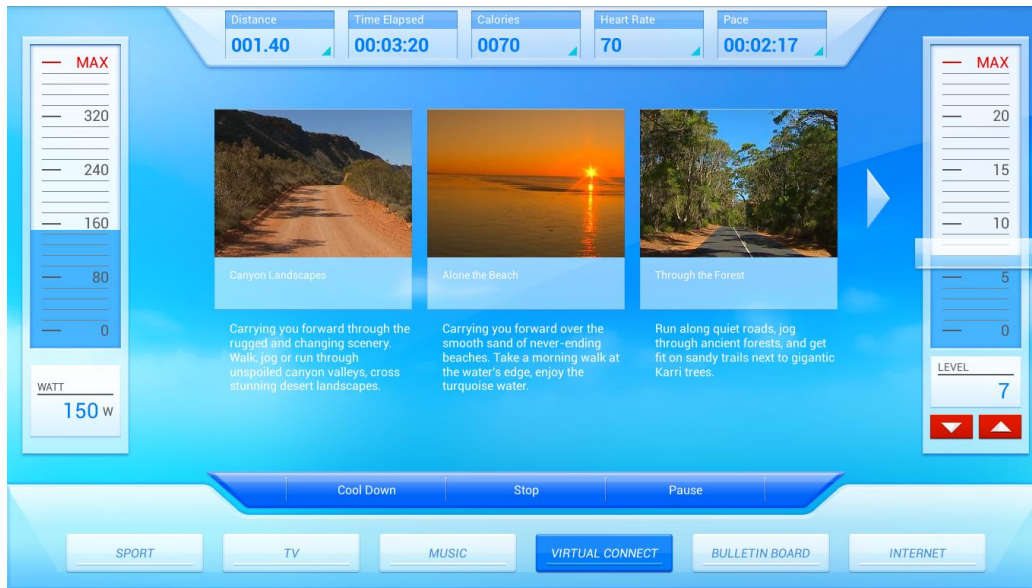 Distance
Time Elapsed
Calories
Heart Rate
Pace
001.40
00:03:20
0070
70
00:02:17
MAX
320
240
160
80
0
WATT
150 W
Canyon Landscapes
Carrying you forward through the
rugged and changing scenery.
Walk, jog or run through
unspoiled canyon valleys, cross
stunning desert landscapes.
Alone the Beach
Carrying you forward over the
smooth sand of never-ending
beaches. Take a morning walk at
the water's edge, enjoy the
turquoise water.
Through the Forest
Run along quiet roads, jog
through ancient forests, and get
fit on sandy trails next to gigantic
Karri trees.
MAX
20
15
10
5
0
LEVEL
7
Cool Down
Stop
Pause
SPORT
TV
MUSIC
VIRTUAL CONNECT
BULLETIN BOARD
INTERNET